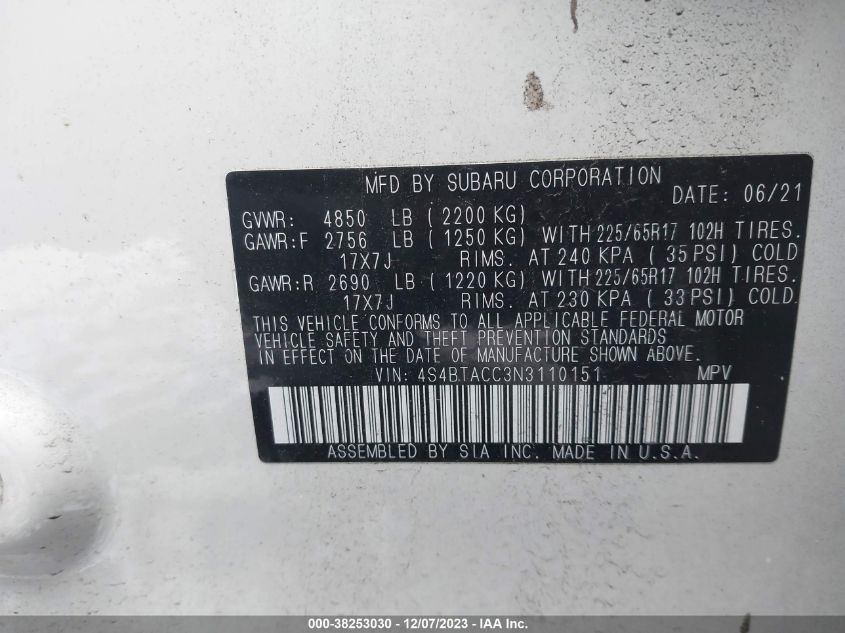 MFD BY SUBARU CORPORATION DATE: 06/21
GVWR: 4850 LB (2200 KG)
GAWR:F 2756 LB (1250 KG) WITH 225/65R17 102H TIRES.
17X7J RIMS. AT 240 KPA (35 PSI) COLD
GAWR:R 2690 LB (1220 KG) WITH 225/65R17 102H TIRES.
17X7J RIMS. AT 230 KPA (33 PSI) COLD.
THIS VEHICLE CONFORMS TO ALL APPLICABLE FEDERAL MOTOR
VEHICLE SAFETY AND THEFT PREVENTION STANDARDS
IN EFFECT ON THE DATE OF MANUFACTURE SHOWN ABOVE.
VIN: 4S4BTACC3N3110151 MPV
ASSEMBLED BY SIA INC. MADE IN U.S.A.
000-38253030 - 12/07/2023 - IAA Inc.